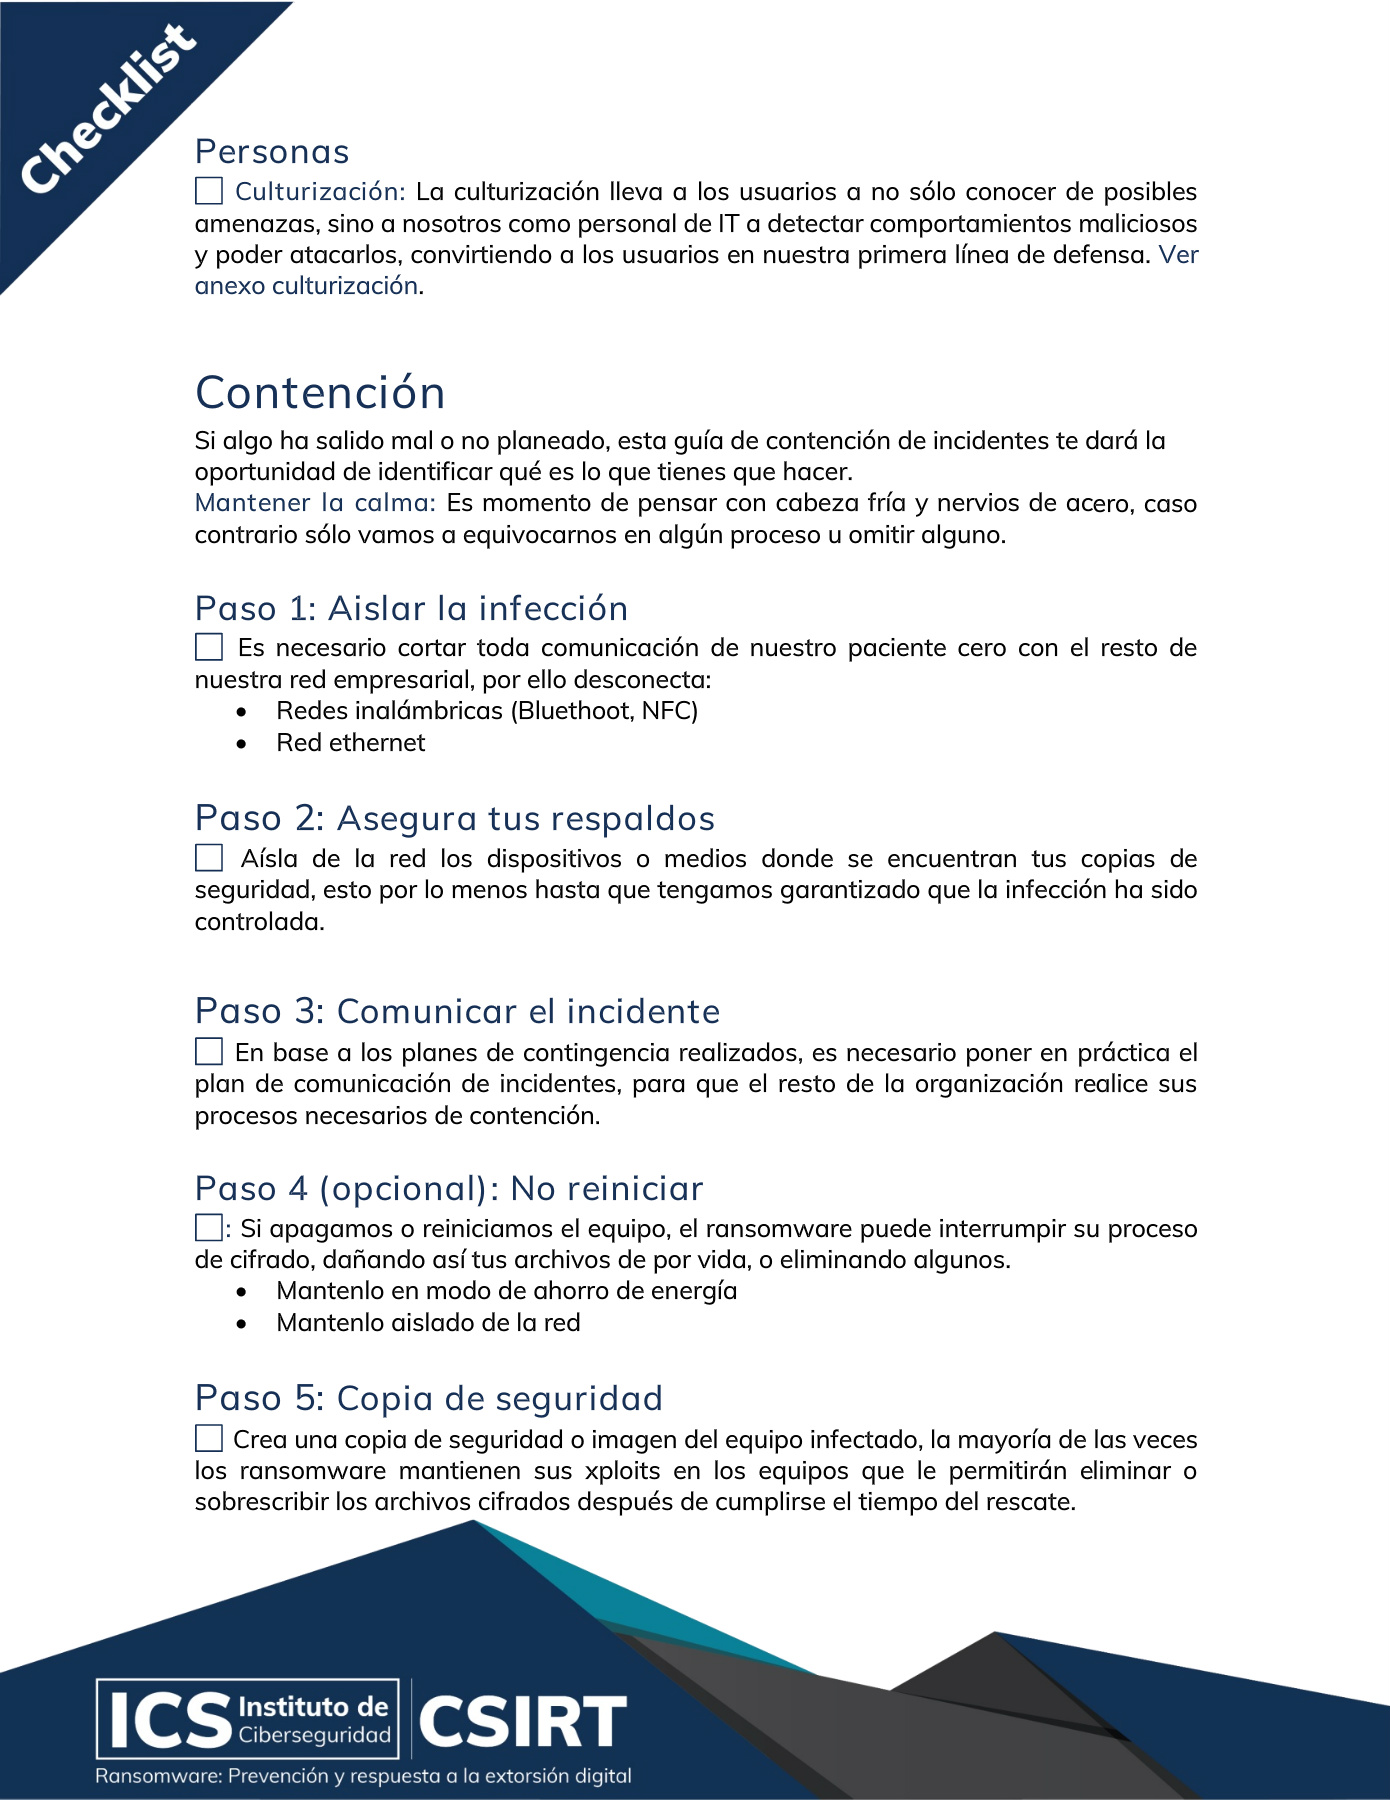 Checklist
Personas
☐ Culturización: La culturización lleva a los usuarios a no sólo conocer de posibles
amenazas, sino a nosotros como personal de IT a detectar comportamientos maliciosos
y poder atacarlos, convirtiendo a los usuarios en nuestra primera línea de defensa. Ver
anexo culturización.
Contención
Si algo ha salido mal o no planeado, esta guía de contención de incidentes te dará la
oportunidad de identificar qué es lo que tienes que hacer.
Mantener la calma: Es momento de pensar con cabeza fría y nervios de acero, caso
contrario sólo vamos a equivocarnos en algún proceso u omitir alguno.
Paso 1: Aislar la infección
☐ Es necesario cortar toda comunicación de nuestro paciente cero con el resto de
nuestra red empresarial, por ello desconecta:
• Redes inalámbricas (Bluethoot, NFC)
• Red ethernet
Paso 2: Asegura tus respaldos
☐ Aísla de la red los dispositivos o medios donde se encuentran tus copias de
seguridad, esto por lo menos hasta que tengamos garantizado que la infección ha sido
controlada.
Paso 3: Comunicar el incidente
☐ En base a los planes de contingencia realizados, es necesario poner en práctica el
plan de comunicación de incidentes, para que el resto de la organización realice sus
procesos necesarios de contención.
Paso 4 (opcional): No reiniciar
☐: Si apagamos o reiniciamos el equipo, el ransomware puede interrumpir su proceso
de cifrado, dañando así tus archivos de por vida, o eliminando algunos.
• Mantenlo en modo de ahorro de energía
• Mantenlo aislado de la red
Paso 5: Copia de seguridad
☐ Crea una copia de seguridad o imagen del equipo infectado, la mayoría de las veces
los ransomware mantienen sus xploits en los equipos que le permitirán eliminar o
sobrescribir los archivos cifrados después de cumplirse el tiempo del rescate.
ICS Instituto de Ciberseguridad CSIRT
Ransomware: Prevención y respuesta a la extorsión digital